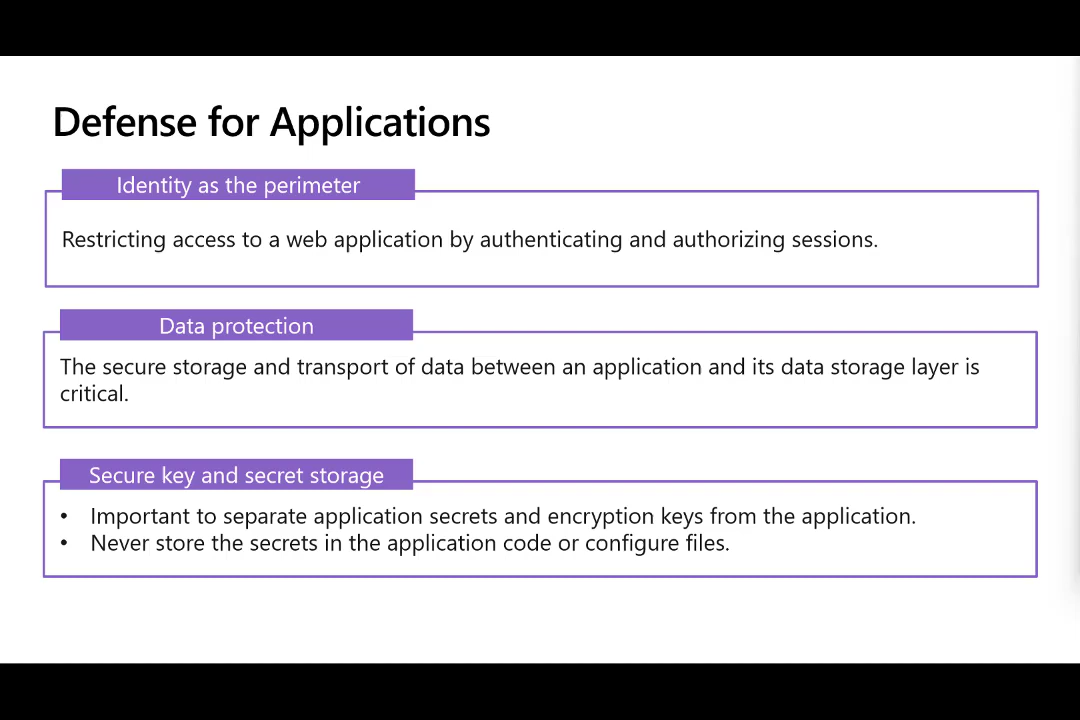 Defense for Applications
Identity as the perimeter
Restricting access to a web application by authenticating and authorizing sessions.
Data protection
The secure storage and transport of data between an application and its data storage layer is
critical.
Secure key and secret storage
• Important to separate application secrets and encryption keys from the application.
• Never store the secrets in the application code or configure files.